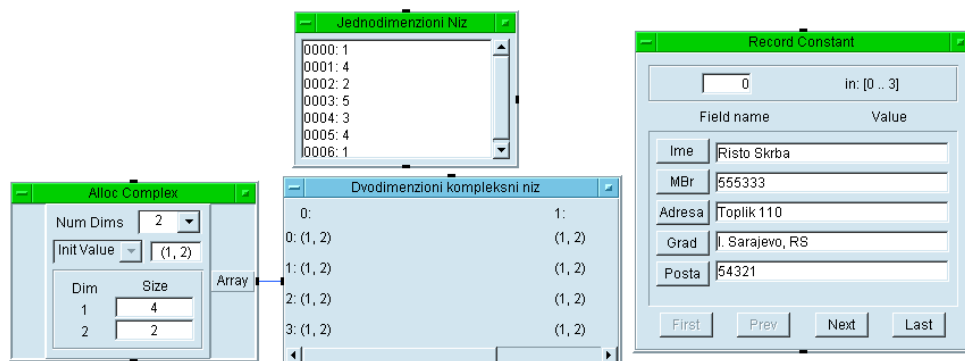 Jednodimenzioni Niz
0000: 1
0001: 4
0002: 2
0003: 5
0004: 3
0005: 4
0006: 1
Record Constant
0 in: [0 .. 3]
Field name Value
Ime Risto Skrba
MBr 555333
Adresa Toplik 110
Grad I. Sarajevo, RS
Posta 54321
First Prev Next Last
Alloc Complex
Num Dims 2
Init Value (1, 2)
Dim Size
1 4
2 2
Array
Dvodimenzioni kompleksni niz
0: 1:
0: (1, 2) (1, 2)
1: (1, 2) (1, 2)
2: (1, 2) (1, 2)
3: (1, 2) (1, 2)